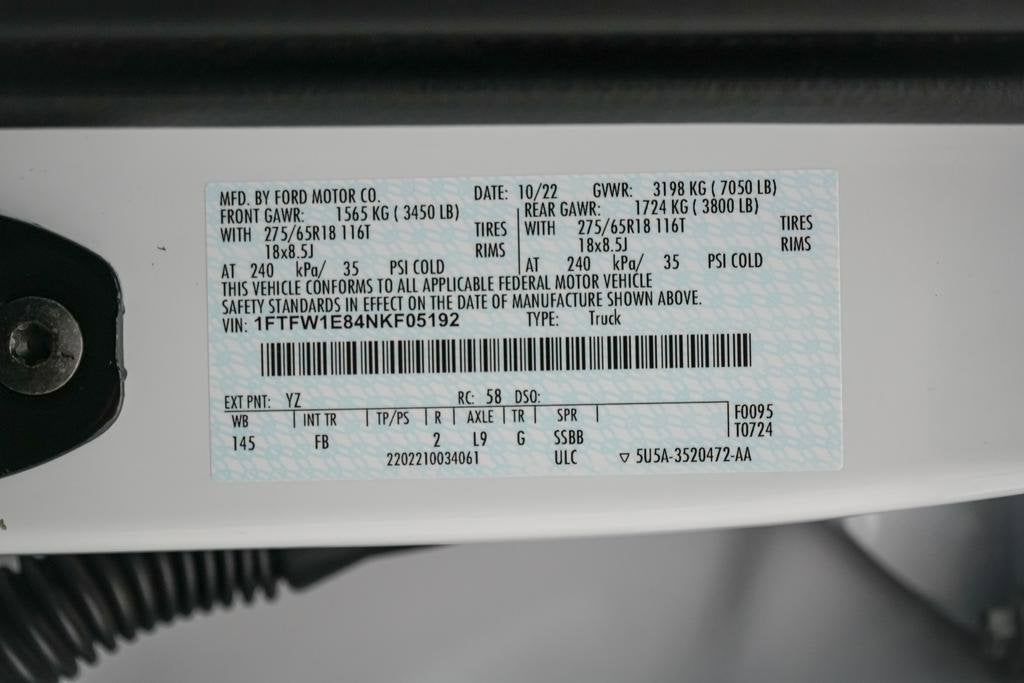 MFD. BY FORD MOTOR CO. DATE: 10/22 GVWR: 3198 KG ( 7050 LB)
FRONT GAWR: 1565 KG ( 3450 LB) REAR GAWR: 1724 KG ( 3800 LB)
WITH 275/65R18 116T TIRES WITH 275/65R18 116T TIRES
18x8.5J RIMS 18x8.5J RIMS
AT 240 kPa/ 35 PSI COLD AT 240 kPa/ 35 PSI COLD
THIS VEHICLE CONFORMS TO ALL APPLICABLE FEDERAL MOTOR VEHICLE
SAFETY STANDARDS IN EFFECT ON THE DATE OF MANUFACTURE SHOWN ABOVE.
VIN: 1FTFW1E84NKF05192 TYPE: Truck
EXT PNT: YZ RC: 58 DSO:
WB INT TR TP/PS R AXLE TR SPR F0095
145 FB 2 L9 G SSBB T0724
2202210034061 ULC ▽ 5U5A-3520472-AA